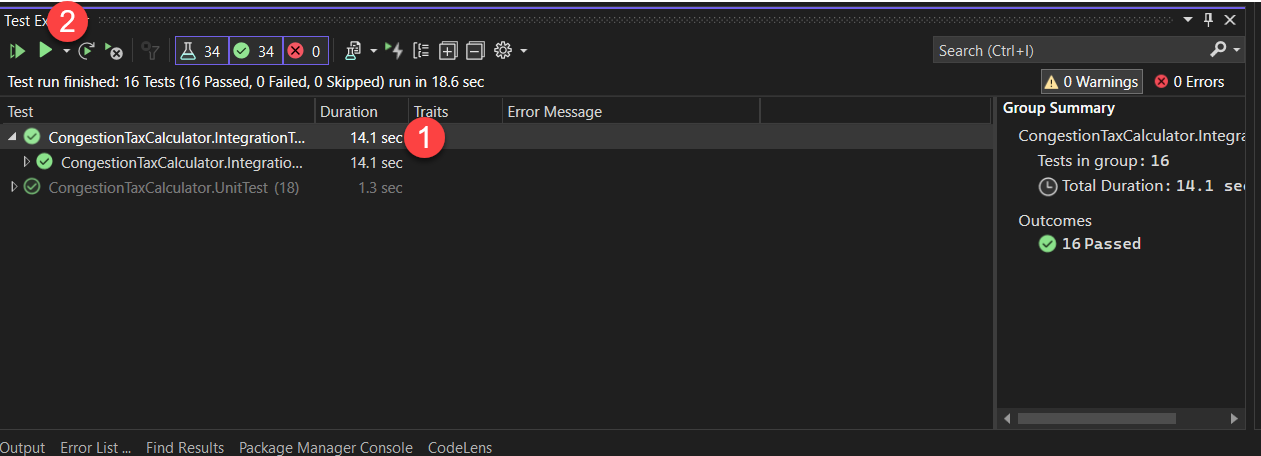 Test Ex
2
34 34 0
Search (Ctrl+I)
Test run finished: 16 Tests (16 Passed, 0 Failed, 0 Skipped) run in 18.6 sec
0 Warnings 0 Errors
Test Duration Traits Error Message
CongestionTaxCalculator.IntegrationT... 14.1 sec
1
CongestionTaxCalculator.Integratio... 14.1 sec
CongestionTaxCalculator.UnitTest (18) 1.3 sec
Group Summary
CongestionTaxCalculator.Integra
Tests in group: 16
Total Duration: 14.1 sec
Outcomes
16 Passed
Output Error List ... Find Results Package Manager Console CodeLens